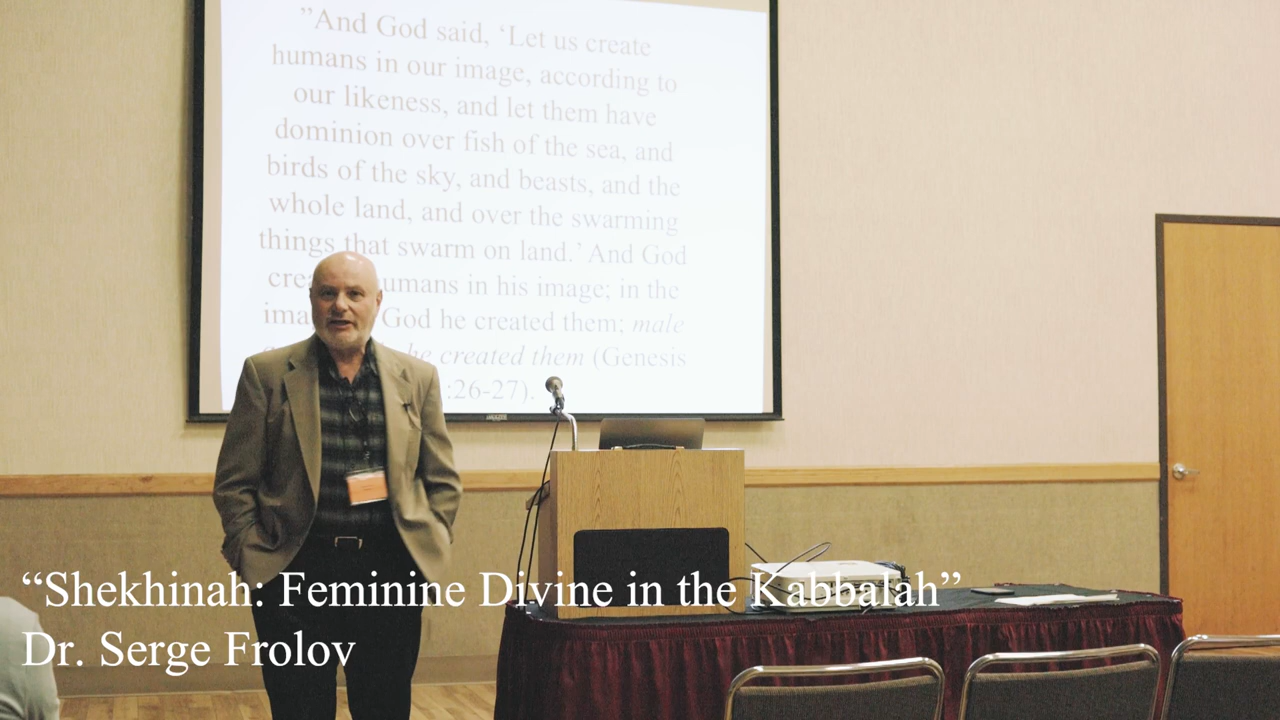 ”And God said, ‘Let us create
humans in our image, according to
our likeness, and let them have
dominion over fish of the sea, and
birds of the sky, and beasts, and the
whole land, and over the swarming
things that swarm on land.’ And God
humans in his image; in the
God he created them; male
he created them (Genesis
:26-27).
“Shekhinah: Feminine Divine in the Kabbalah”
Dr. Serge Frolov